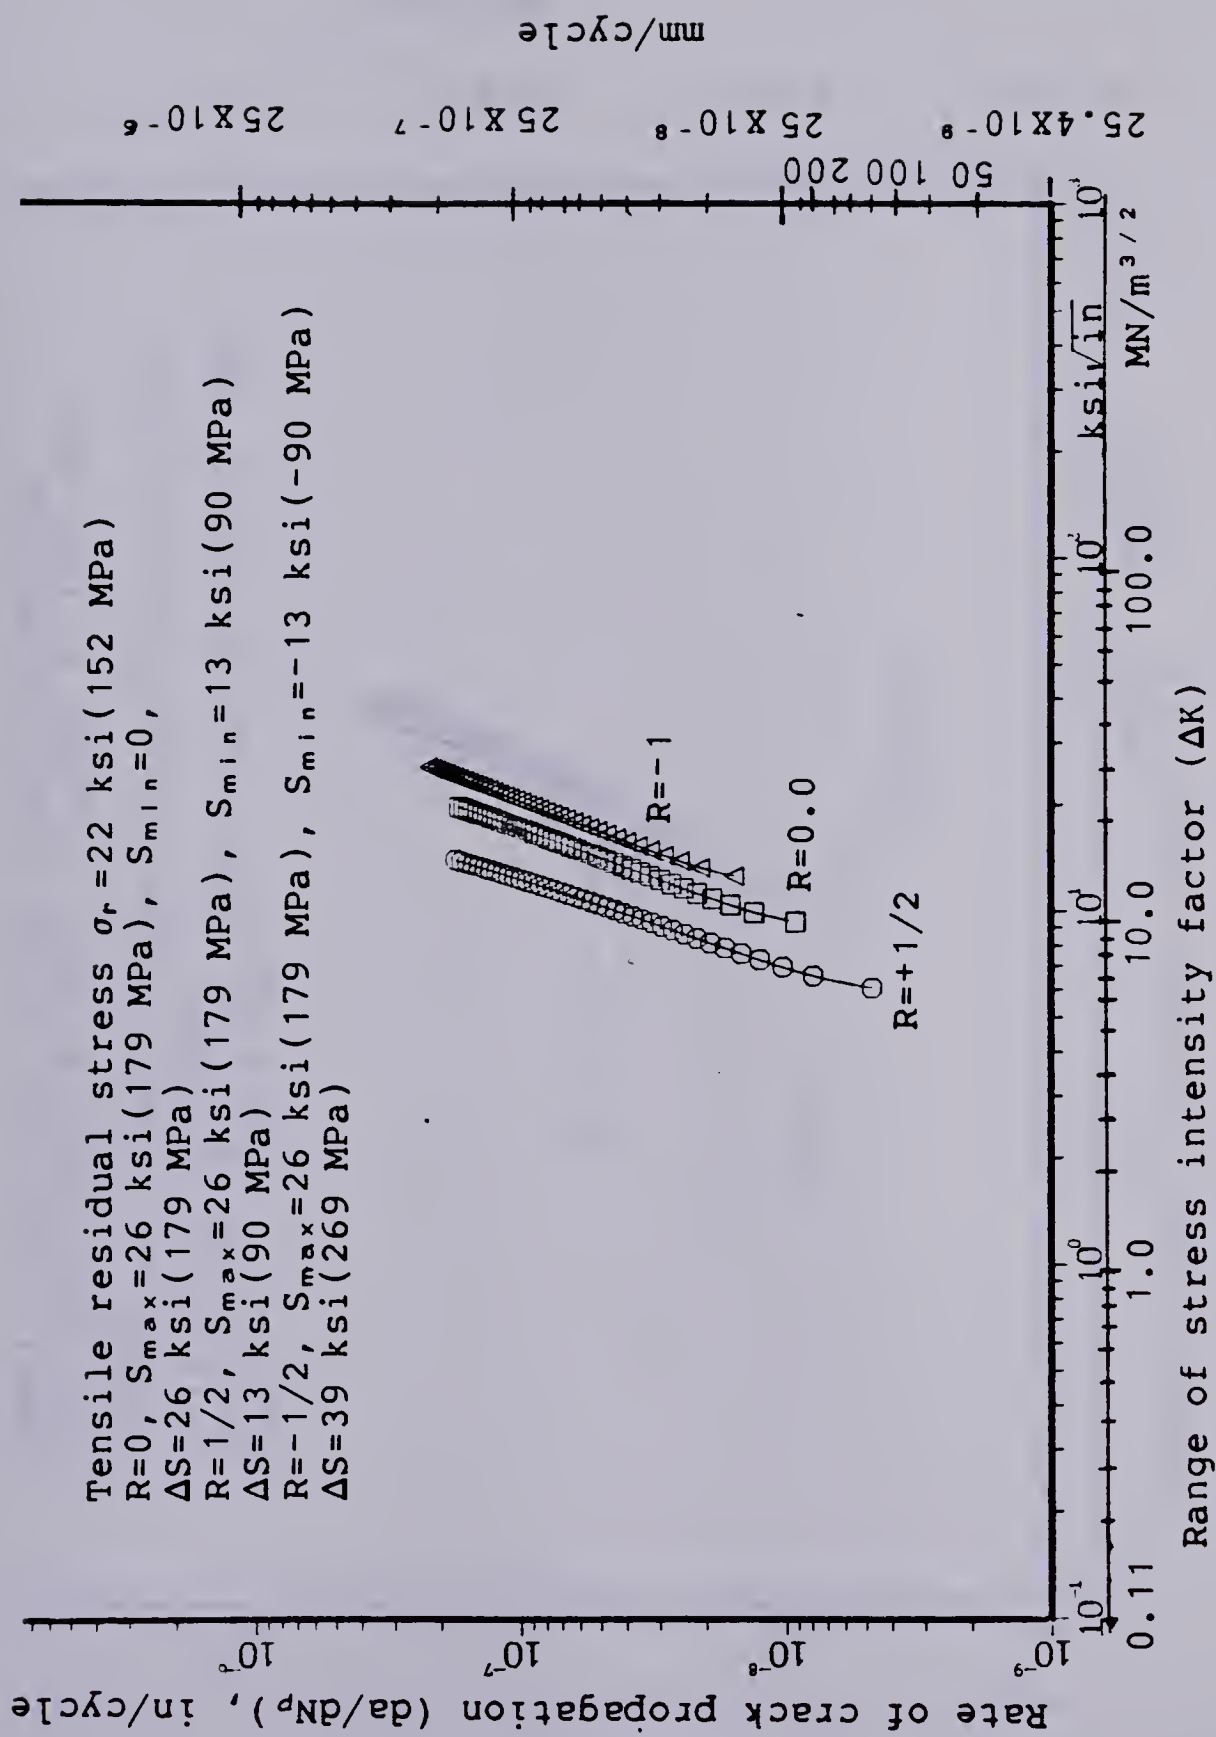 Tensile residual stress σr=22 ksi(152 MPa)
R=0, Smax=26 ksi(179 MPa), Smin=0,
ΔS=26 ksi(179 MPa)
R=1/2, Smax=26 ksi(179 MPa), Smin=13 ksi(90 MPa)
ΔS=13 ksi(90 MPa)
R=-1/2, Smax=26 ksi(179 MPa), Smin=-13 ksi(-90 MPa)
ΔS=39 ksi(269 MPa)
R=-1
R=0.0
R=+1/2
Rate of crack propagation (da/dNp), in/cycle
10⁻⁶
10⁻⁷
10⁻⁸
10⁻⁹
mm/cycle
25X10⁻⁶
25X10⁻⁷
25X10⁻⁸
25.4X10⁻⁹
50 100 200
10⁻¹ 10⁰ 10¹ 10² ksi√in 10³
0.11 1.0 10.0 100.0 MN/m³/²
Range of stress intensity factor (ΔK)